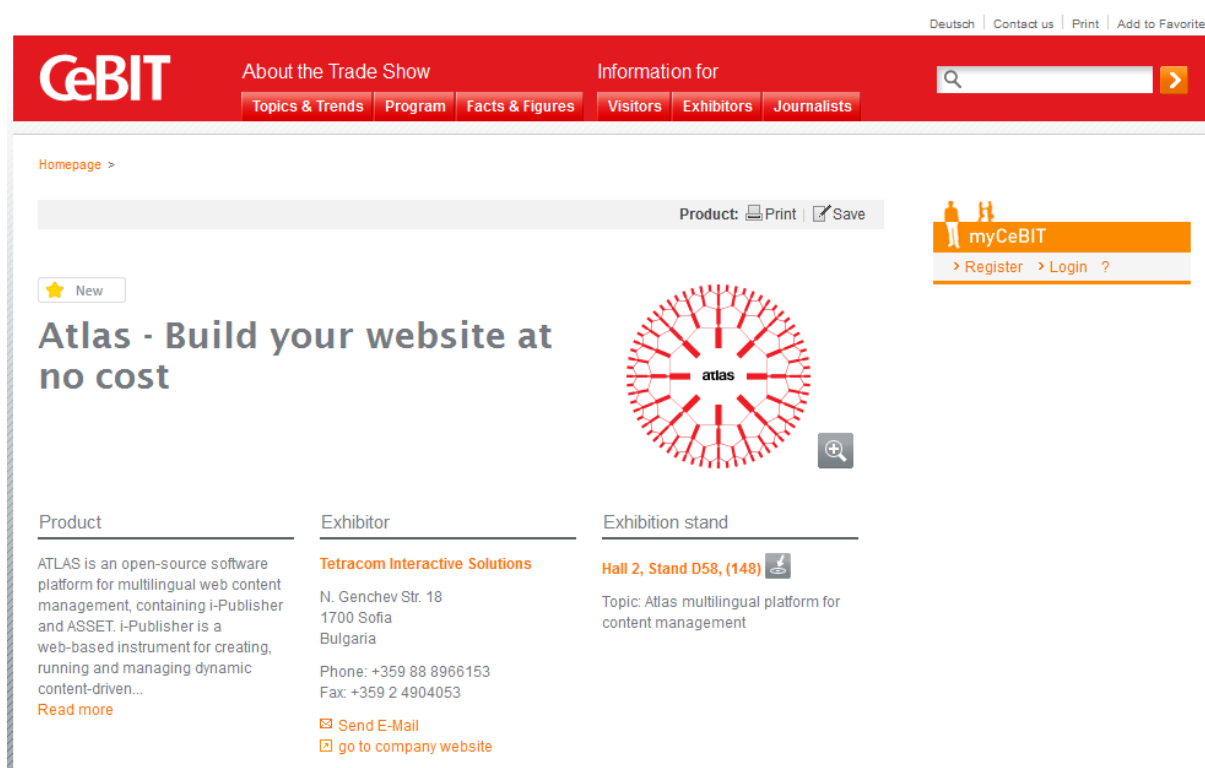 Deutsch | Contact us | Print | Add to Favorite
CeBIT
About the Trade Show
Information for
Topics & Trends Program Facts & Figures Visitors Exhibitors Journalists
Homepage >
Product: Print | Save
myCeBIT
> Register > Login ?
New
Atlas - Build your website at
no cost
atlas
Product
ATLAS is an open-source software
platform for multilingual web content
management, containing i-Publisher
and ASSET. i-Publisher is a
web-based instrument for creating,
running and managing dynamic
content-driven...
Read more
Exhibitor
Tetracom Interactive Solutions
N. Genchev Str. 18
1700 Sofia
Bulgaria
Phone: +359 88 8966153
Fax: +359 2 4904053
Send E-Mail
go to company website
Exhibition stand
Hall 2, Stand D58, (148)
Topic: Atlas multilingual platform for
content management